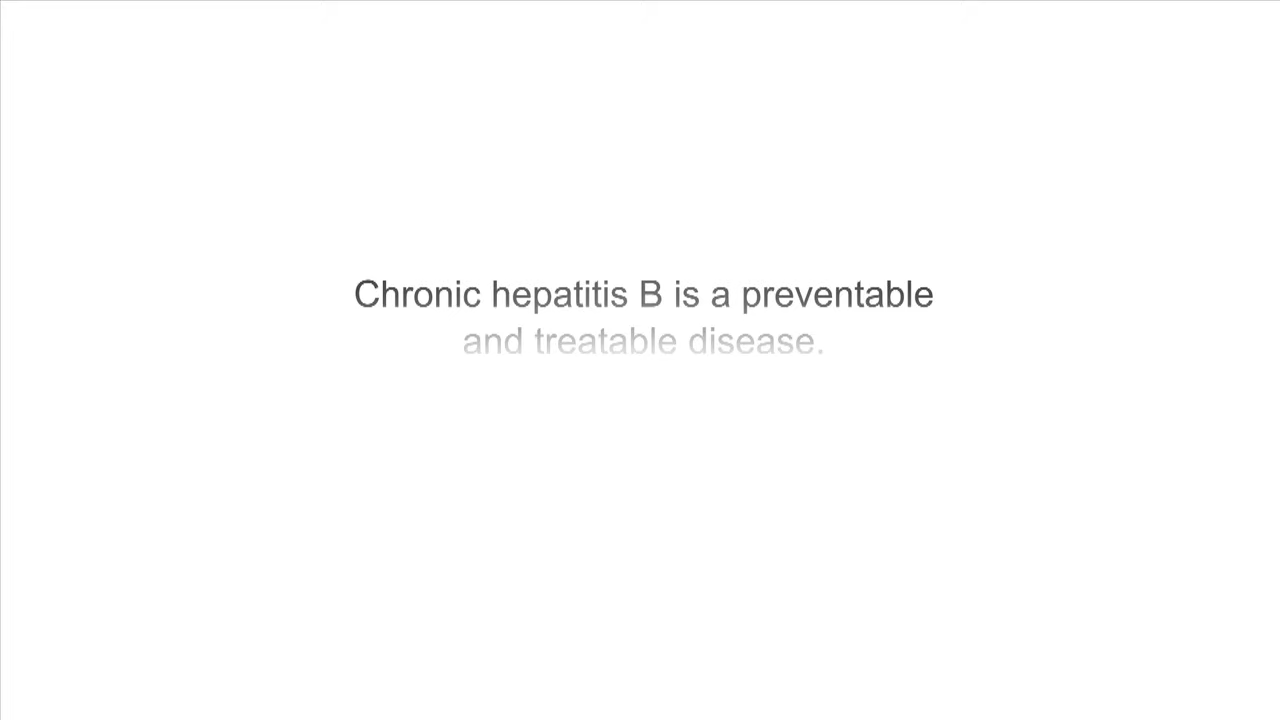 Chronic hepatitis B is a preventable
and treatable disease.